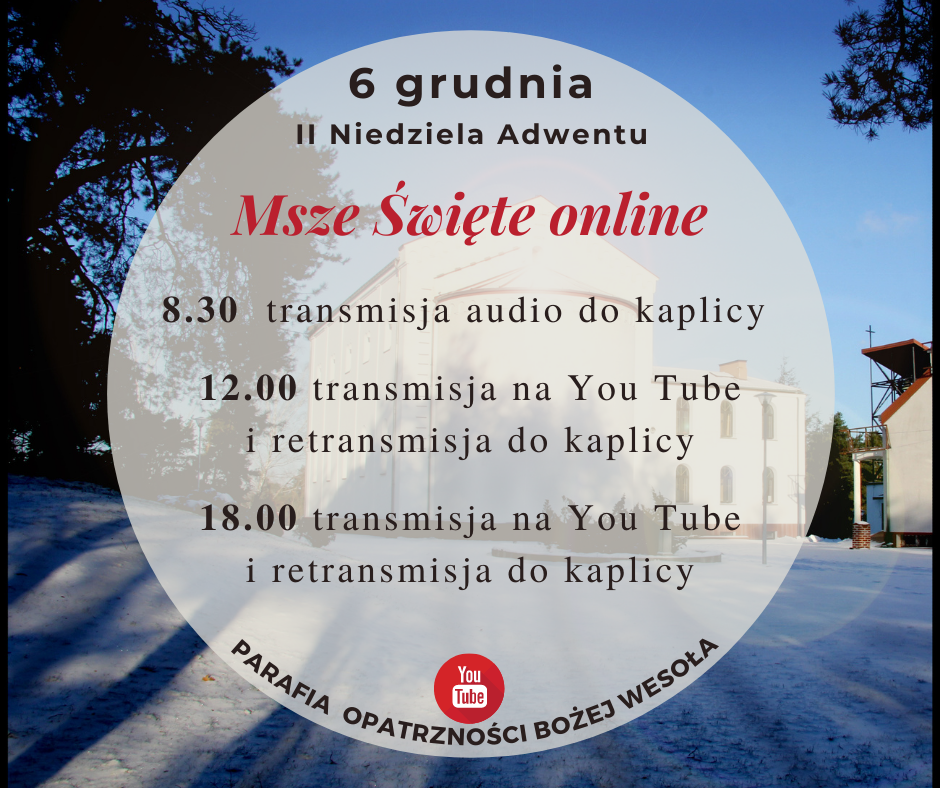 6 grudnia
II Niedziela Adwentu
Msze Święte online
8.30 transmisja audio do kaplicy
12.00 transmisja na You Tube
i retransmisja do kaplicy
18.00 transmisja na You Tube
i retransmisja do kaplicy
You
Tube
PARAFIA OPATRZNOŚCI BOŻEJ WESOŁA